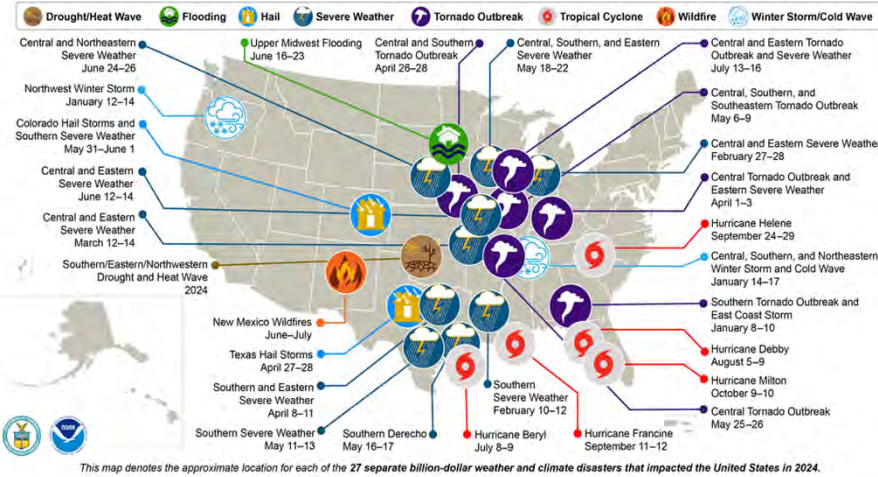 Drought/Heat Wave
Flooding
Hail
Severe Weather
Tornado Outbreak
Tropical Cyclone
Wildfire
Winter Storm/Cold Wave
Central and Northeastern
Severe Weather
June 24–26
Upper Midwest Flooding
June 16–23
Central and Southern
Tornado Outbreak
April 26–28
Central, Southern, and Eastern
Severe Weather
May 18–22
Central and Eastern Tornado
Outbreak and Severe Weather
July 13–16
Northwest Winter Storm
January 12–14
Central, Southern, and
Southeastern Tornado Outbreak
May 6–9
Colorado Hail Storms and
Southern Severe Weather
May 31–June 1
Central and Eastern Severe Weather
February 27–28
Central and Eastern
Severe Weather
June 12–14
Central Tornado Outbreak and
Eastern Severe Weather
April 1–3
Central and Eastern
Severe Weather
March 12–14
Hurricane Helene
September 24–29
Southern/Eastern/Northwestern
Drought and Heat Wave
2024
Central, Southern, and Northeastern
Winter Storm and Cold Wave
January 14–17
New Mexico Wildfires
June–July
Southern Tornado Outbreak and
East Coast Storm
January 8–10
Texas Hail Storms
April 27–28
Hurricane Debby
August 5–9
Southern and Eastern
Severe Weather
April 8–11
Southern
Severe Weather
February 10–12
Hurricane Milton
October 9–10
Central Tornado Outbreak
May 25–26
Southern Severe Weather
May 11–13
Southern Derecho
May 16–17
Hurricane Beryl
July 8–9
Hurricane Francine
September 11–12
NOAA
This map denotes the approximate location for each of the 27 separate billion-dollar weather and climate disasters that impacted the United States in 2024.